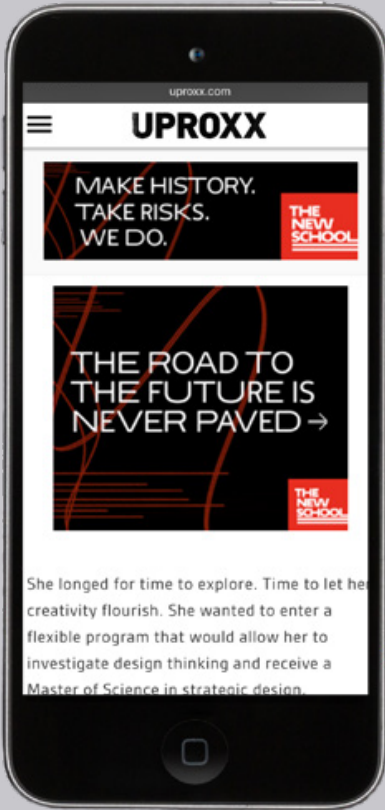 uproxx.com
UPROXX
MAKE HISTORY.
TAKE RISKS.
WE DO.
THE
NEW
SCHOOL
THE ROAD TO
THE FUTURE IS
NEVER PAVED →
THE
NEW
SCHOOL
She longed for time to explore. Time to let her
creativity flourish. She wanted to enter a
flexible program that would allow her to
investigate design thinking and receive a
Master of Science in strategic design.